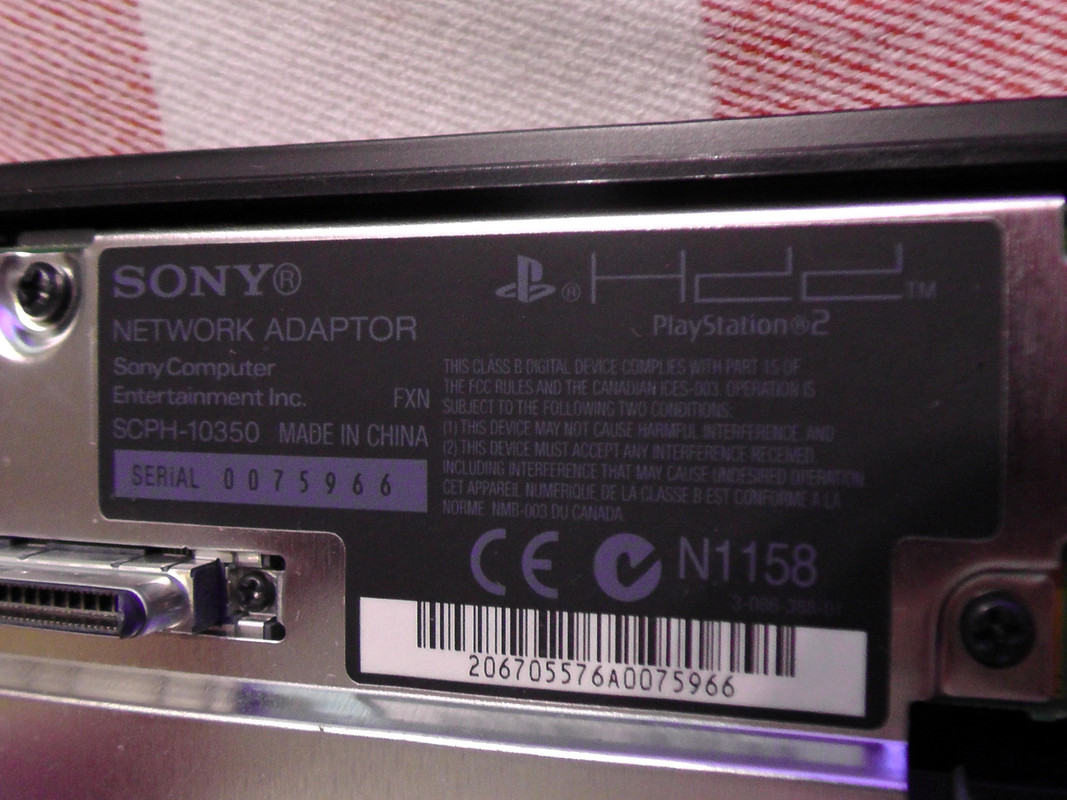 SONY®
NETWORK ADAPTOR
Sony Computer
Entertainment Inc. FXN
SCPH-10350 MADE IN CHINA
SERIAL 0075966
® HDD TM
PlayStation®2
THIS CLASS B DIGITAL DEVICE COMPLIES WITH PART 15 OF
THE FCC RULES AND THE CANADIAN ICES-003. OPERATION IS
SUBJECT TO THE FOLLOWING TWO CONDITIONS:
(1) THIS DEVICE MAY NOT CAUSE HARMFUL INTERFERENCE, AND
(2) THIS DEVICE MUST ACCEPT ANY INTERFERENCE RECEIVED,
INCLUDING INTERFERENCE THAT MAY CAUSE UNDESIRED OPERATION
CET APPAREIL NUMERIQUE DE LA CLASSE B EST CONFORME A LA
NORME NMB-003 DU CANADA.
CE N1158
206705576A0075966